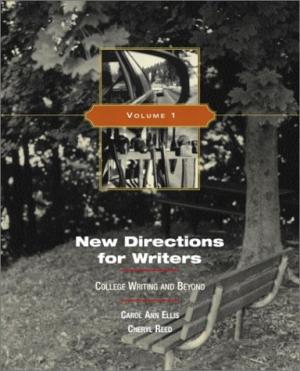 VOLUME 1
New Directions
for Writers
COLLEGE WRITING AND BEYOND
CAROL ANN ELLIS
CHERYL REED